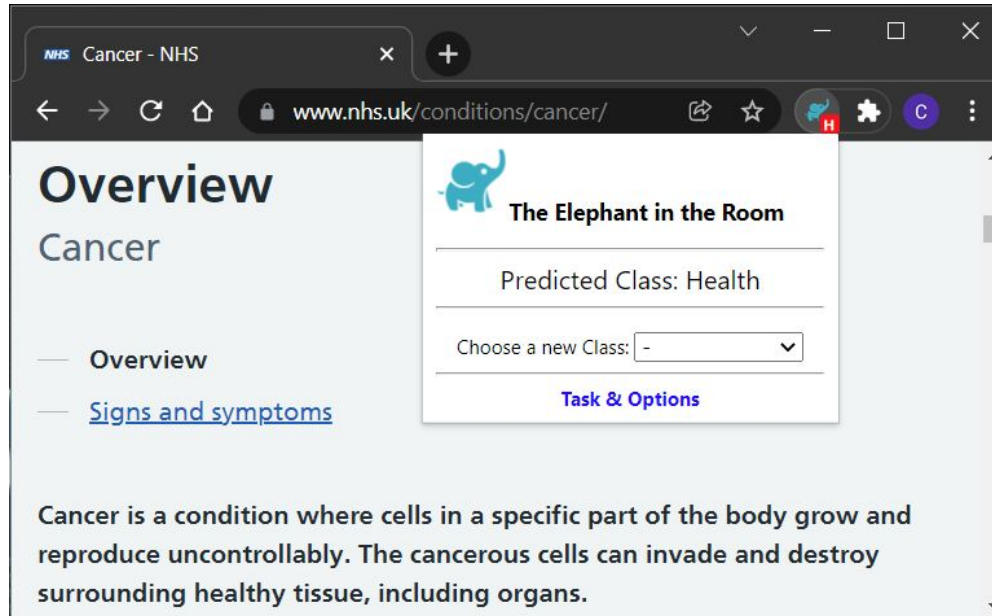 NHS Cancer - NHS
www.nhs.uk/conditions/cancer/
H
C
Overview
Cancer
The Elephant in the Room
Predicted Class: Health
Choose a new Class: -
Task & Options
— Overview
— Signs and symptoms
Cancer is a condition where cells in a specific part of the body grow and
reproduce uncontrollably. The cancerous cells can invade and destroy
surrounding healthy tissue, including organs.